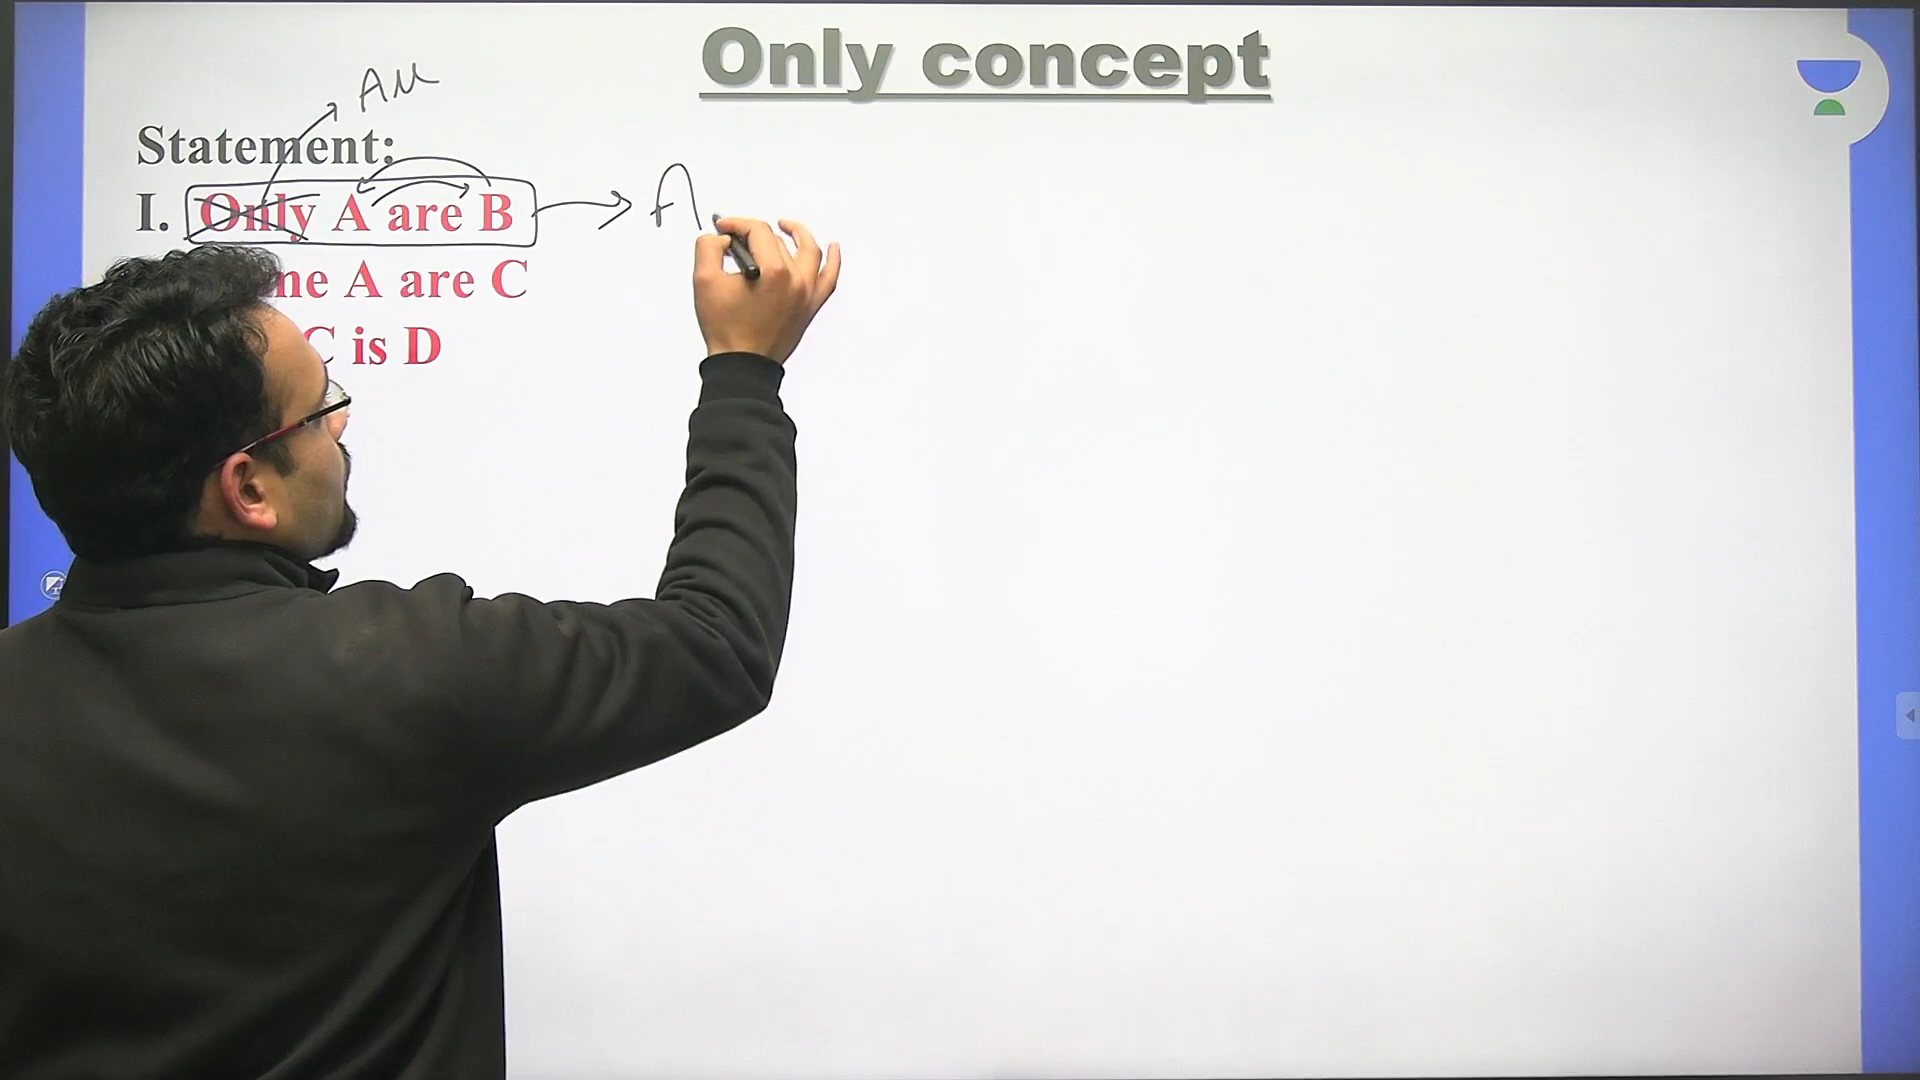 Only concept
All
Statement:
I. Only A are B → A
me A are C
C is D